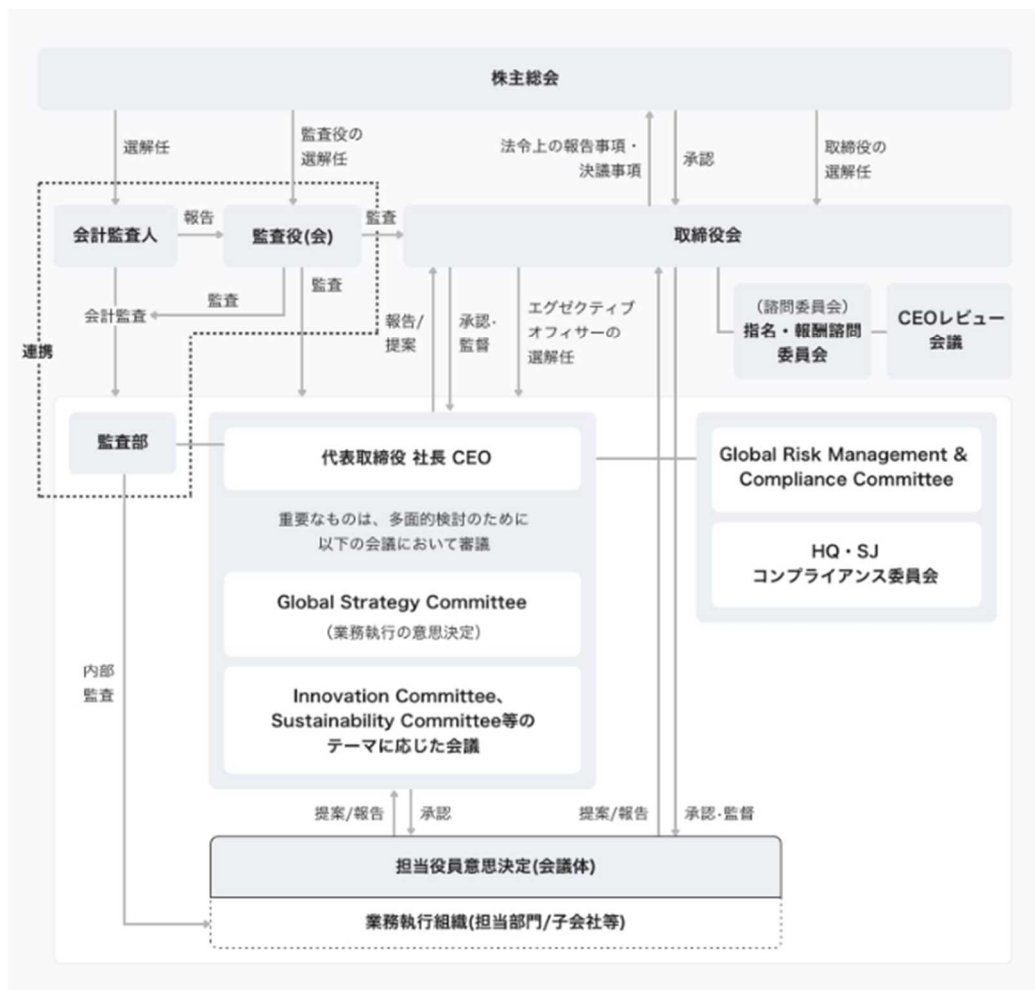 株主総会
選解任
監査役の
選解任
法令上の報告事項・
決議事項
承認
取締役の
選解任
会計監査人
報告
監査役(会)
監査
取締役会
会計監査
監査
監査
連携
報告/
提案
承認・
監督
エグゼクティブ
オフィサーの
選解任
(諮問委員会)
指名・報酬諮問
委員会
CEOレビュー
会議
監査部
代表取締役 社長 CEO
重要なものは、多面的検討のために
以下の会議において審議
Global Strategy Committee
(業務執行の意思決定)
Innovation Committee、
Sustainability Committee等の
テーマに応じた会議
Global Risk Management &
Compliance Committee
HQ・SJ
コンプライアンス委員会
内部
監査
提案/報告
承認
提案/報告
承認・監督
担当役員意思決定(会議体)
業務執行組織(担当部門/子会社等)